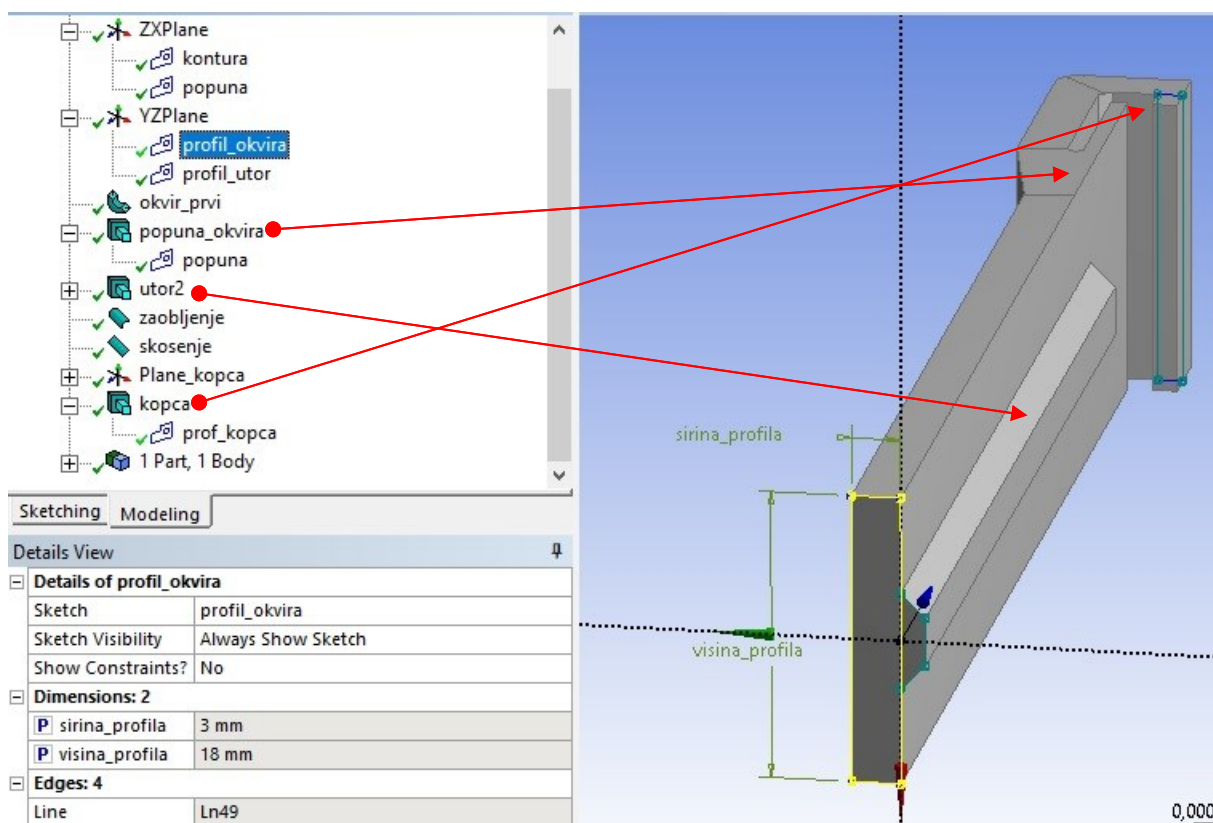 ZXPlane
kontura
popuna
YZPlane
profil_okvira
profil_utor
okvir_prvi
popuna_okvira
popuna
utor2
zaobljenje
skosenje
Plane_kopca
kopca
prof_kopca
1 Part, 1 Body
Sketching Modeling
Details View
Details of profil_okvira
Sketch profil_okvira
Sketch Visibility Always Show Sketch
Show Constraints? No
Dimensions: 2
P sirina_profila 3 mm
P visina_profila 18 mm
Edges: 4
Line Ln49
sirina_profila
visina_profila
0,000